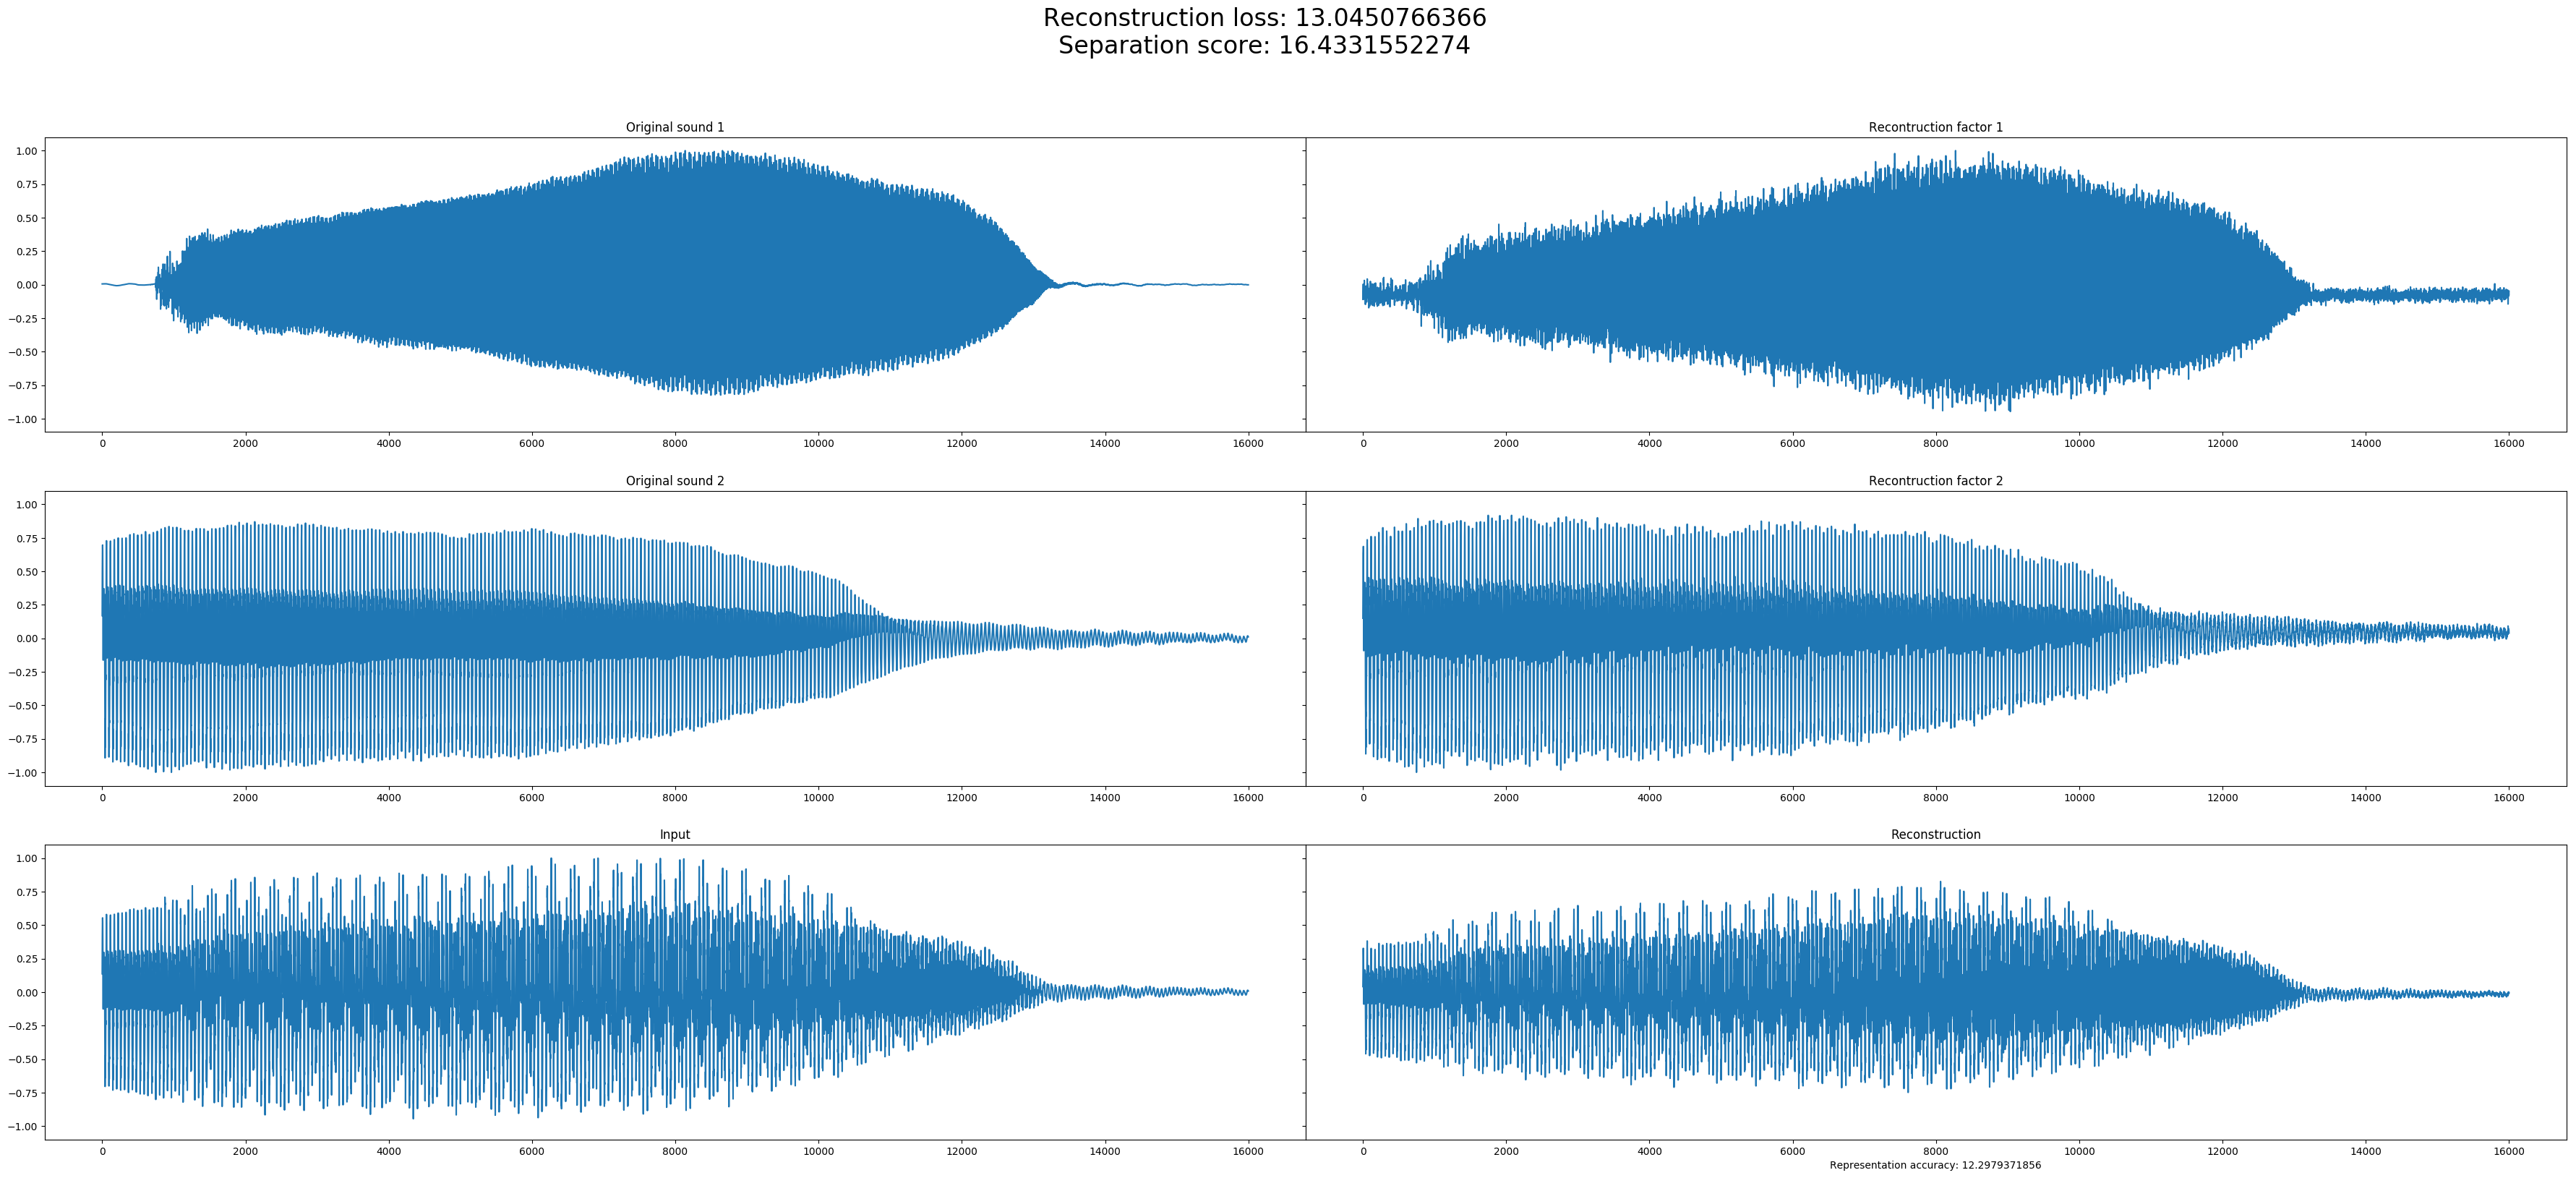 Reconstruction loss: 13.0450766366
Separation score: 16.4331552274
Original sound 1
Recontruction factor 1
1.00
0.75
0.50
0.25
0.00
−0.25
−0.50
−0.75
−1.00
0 2000 4000 6000 8000 10000 12000 14000 16000
0 2000 4000 6000 8000 10000 12000 14000 16000
Original sound 2
Recontruction factor 2
1.00
0.75
0.50
0.25
0.00
−0.25
−0.50
−0.75
−1.00
0 2000 4000 6000 8000 10000 12000 14000 16000
0 2000 4000 6000 8000 10000 12000 14000 16000
Input
Reconstruction
1.00
0.75
0.50
0.25
0.00
−0.25
−0.50
−0.75
−1.00
0 2000 4000 6000 8000 10000 12000 14000 16000
0 2000 4000 6000 8000 10000 12000 14000 16000
Representation accuracy: 12.2979371856